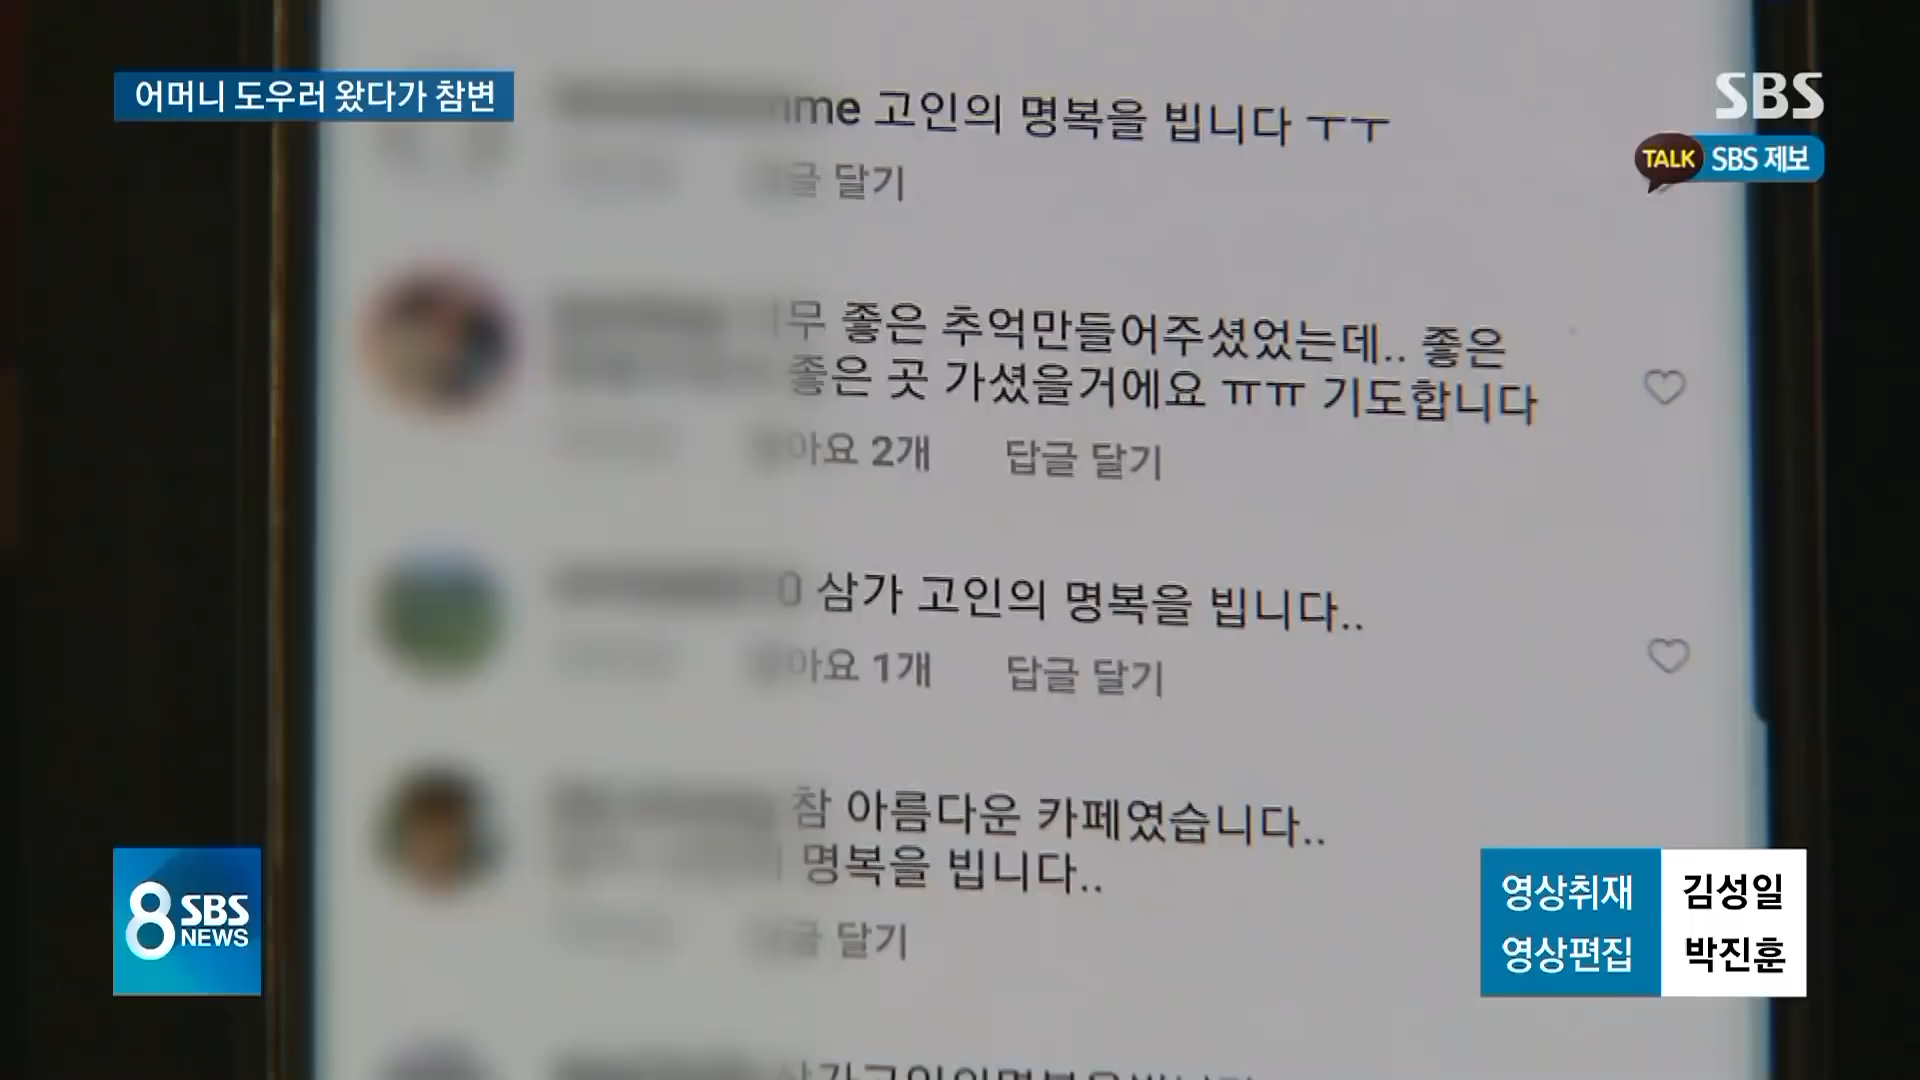 어머니 도우러 왔다가 참변
SBS
TALK SBS 제보
me 고인의 명복을 빕니다 ㅜㅜ
글 달기
무 좋은 추억만들어주셨었는데.. 좋은
좋은 곳 가셨을거에요 ㅠㅠ 기도합니다
아요 2개 답글 달기
0 삼가 고인의 명복을 빕니다..
아요 1개 답글 달기
참 아름다운 카페였습니다..
명복을 빕니다..
글 달기
8 SBS NEWS
영상취재 김성일
영상편집 박진훈